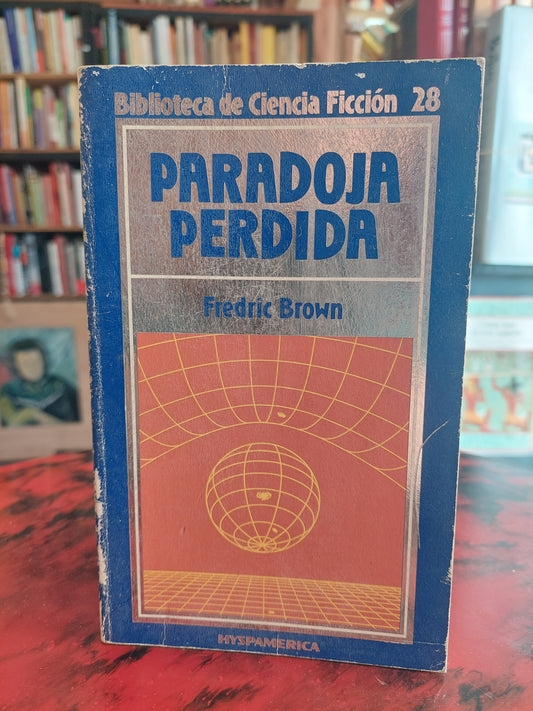 Biblioteca de Ciencia Ficción 28
PARADOJA
PERDIDA
Fredric Brown
HYSPAMERICA